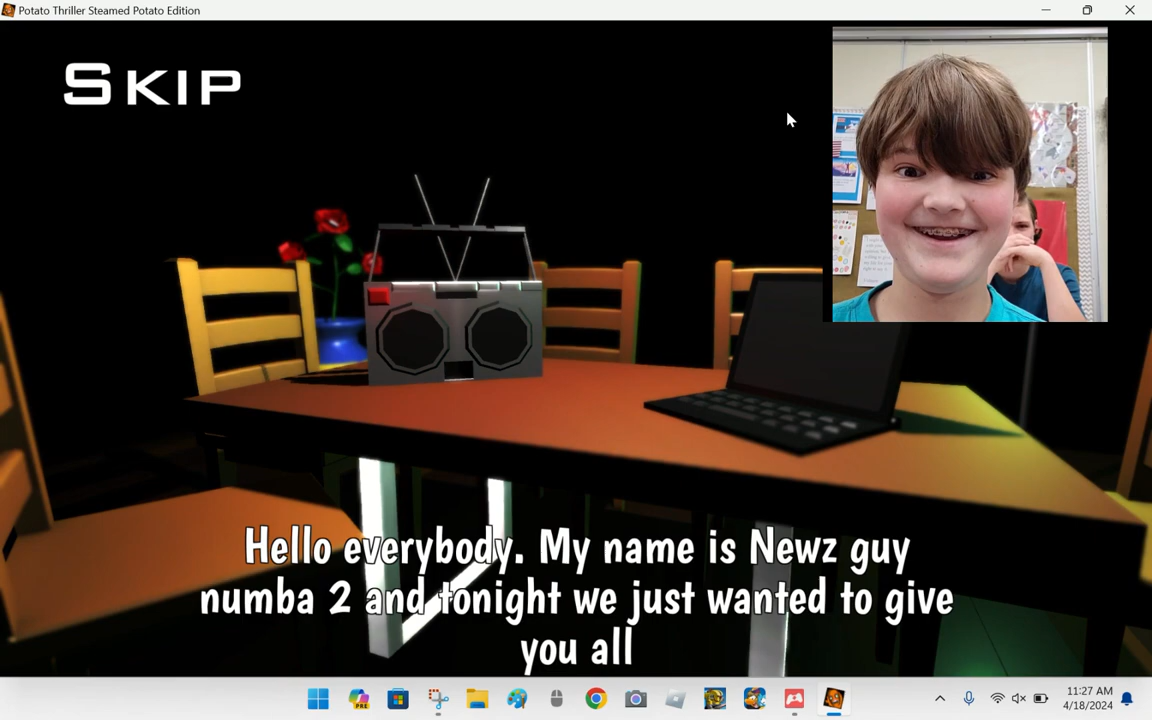 Potato Thriller Steamed Potato Edition
SKIP
Hello everybody. My name is Newz guy
numba 2 and tonight we just wanted to give
you all
PRE
11:27 AM
4/18/2024